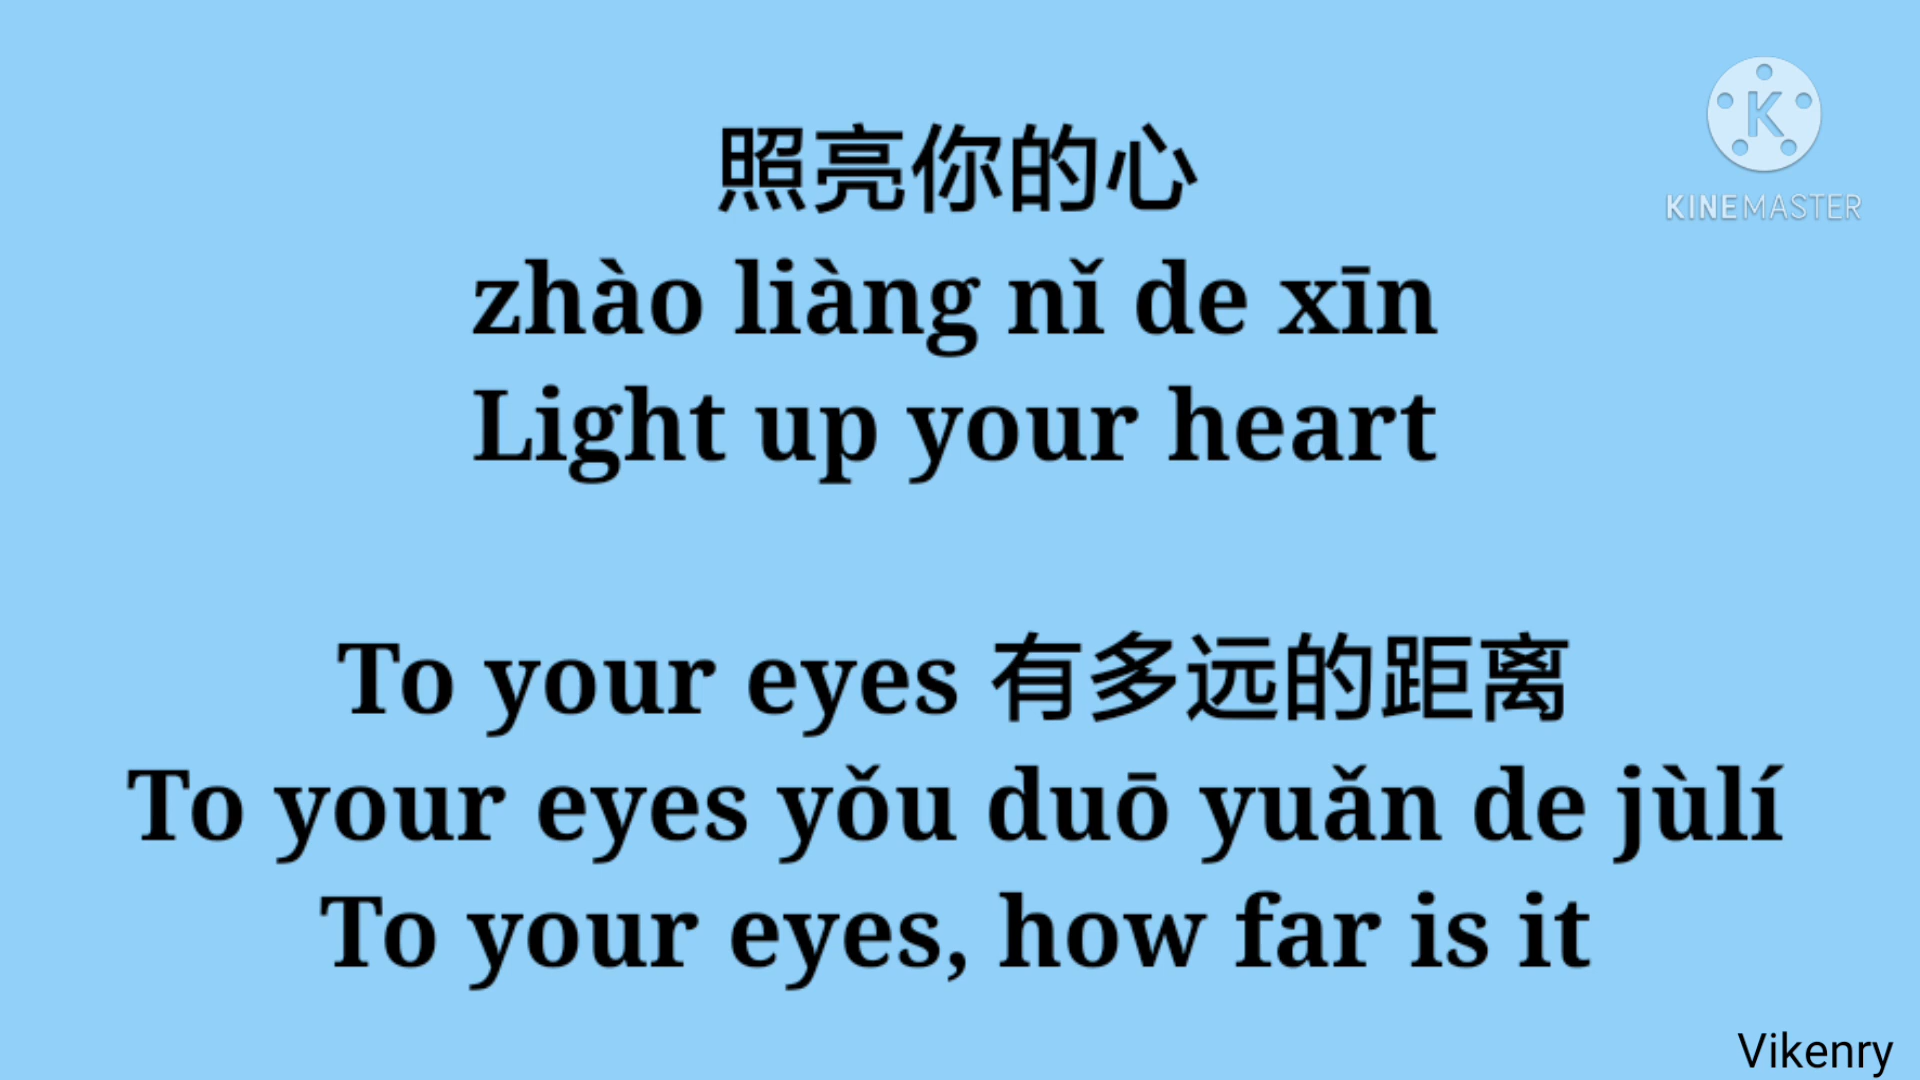 照亮你的心
zhào liàng nǐ de xīn
Light up your heart
To your eyes 有多远的距离
To your eyes yǒu duō yuǎn de jùlí
To your eyes, how far is it
K
KINEMASTER
Vikenry